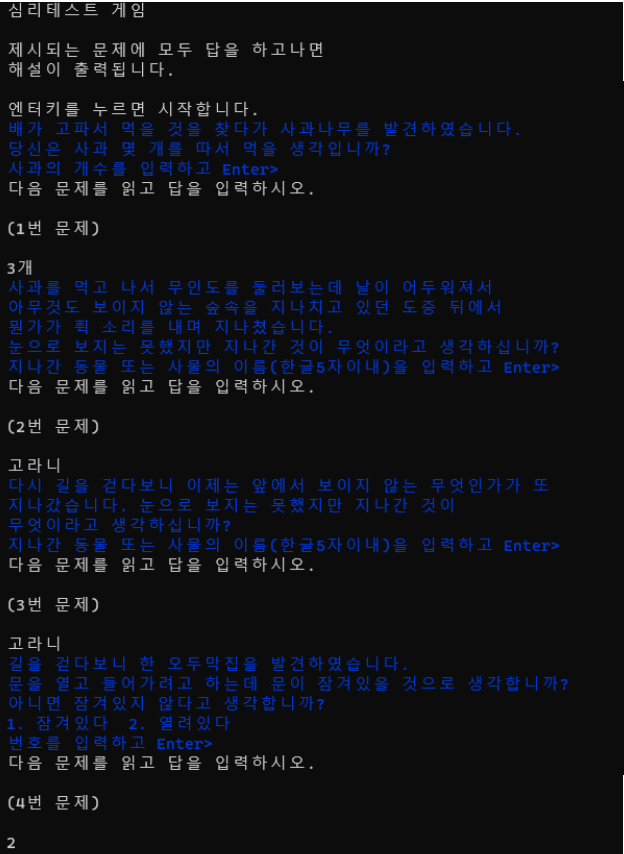 심리테스트 게임
제시되는 문제에 모두 답을 하고나면
해설이 출력됩니다.
엔터키를 누르면 시작합니다.
배가 고파서 먹을 것을 찾다가 사과나무를 발견하였습니다.
당신은 사과 몇 개를 따서 먹을 생각입니까?
사과의 개수를 입력하고 Enter>
다음 문제를 읽고 답을 입력하시오.
(1번 문제)
3개
사과를 먹고 나서 무인도를 둘러보는데 날이 어두워져서
아무것도 보이지 않는 숲속을 지나치고 있던 도중 뒤에서
뭔가가 휙 소리를 내며 지나쳤습니다.
눈으로 보지는 못했지만 지나간 것이 무엇이라고 생각하십니까?
지나간 동물 또는 사물의 이름(한글5자이내)을 입력하고 Enter>
다음 문제를 읽고 답을 입력하시오.
(2번 문제)
고라니
다시 길을 걷다보니 이제는 앞에서 보이지 않는 무엇인가가 또
지나갔습니다. 눈으로 보지는 못했지만 지나간 것이
무엇이라고 생각하십니까?
지나간 동물 또는 사물의 이름(한글5자이내)을 입력하고 Enter>
다음 문제를 읽고 답을 입력하시오.
(3번 문제)
고라니
길을 걷다보니 한 오두막집을 발견하였습니다.
문을 열고 들어가려고 하는데 문이 잠겨있을 것으로 생각합니까?
아니면 잠겨있지 않다고 생각합니까?
1. 잠겨있다 2. 열려있다
번호를 입력하고 Enter>
다음 문제를 읽고 답을 입력하시오.
(4번 문제)
2